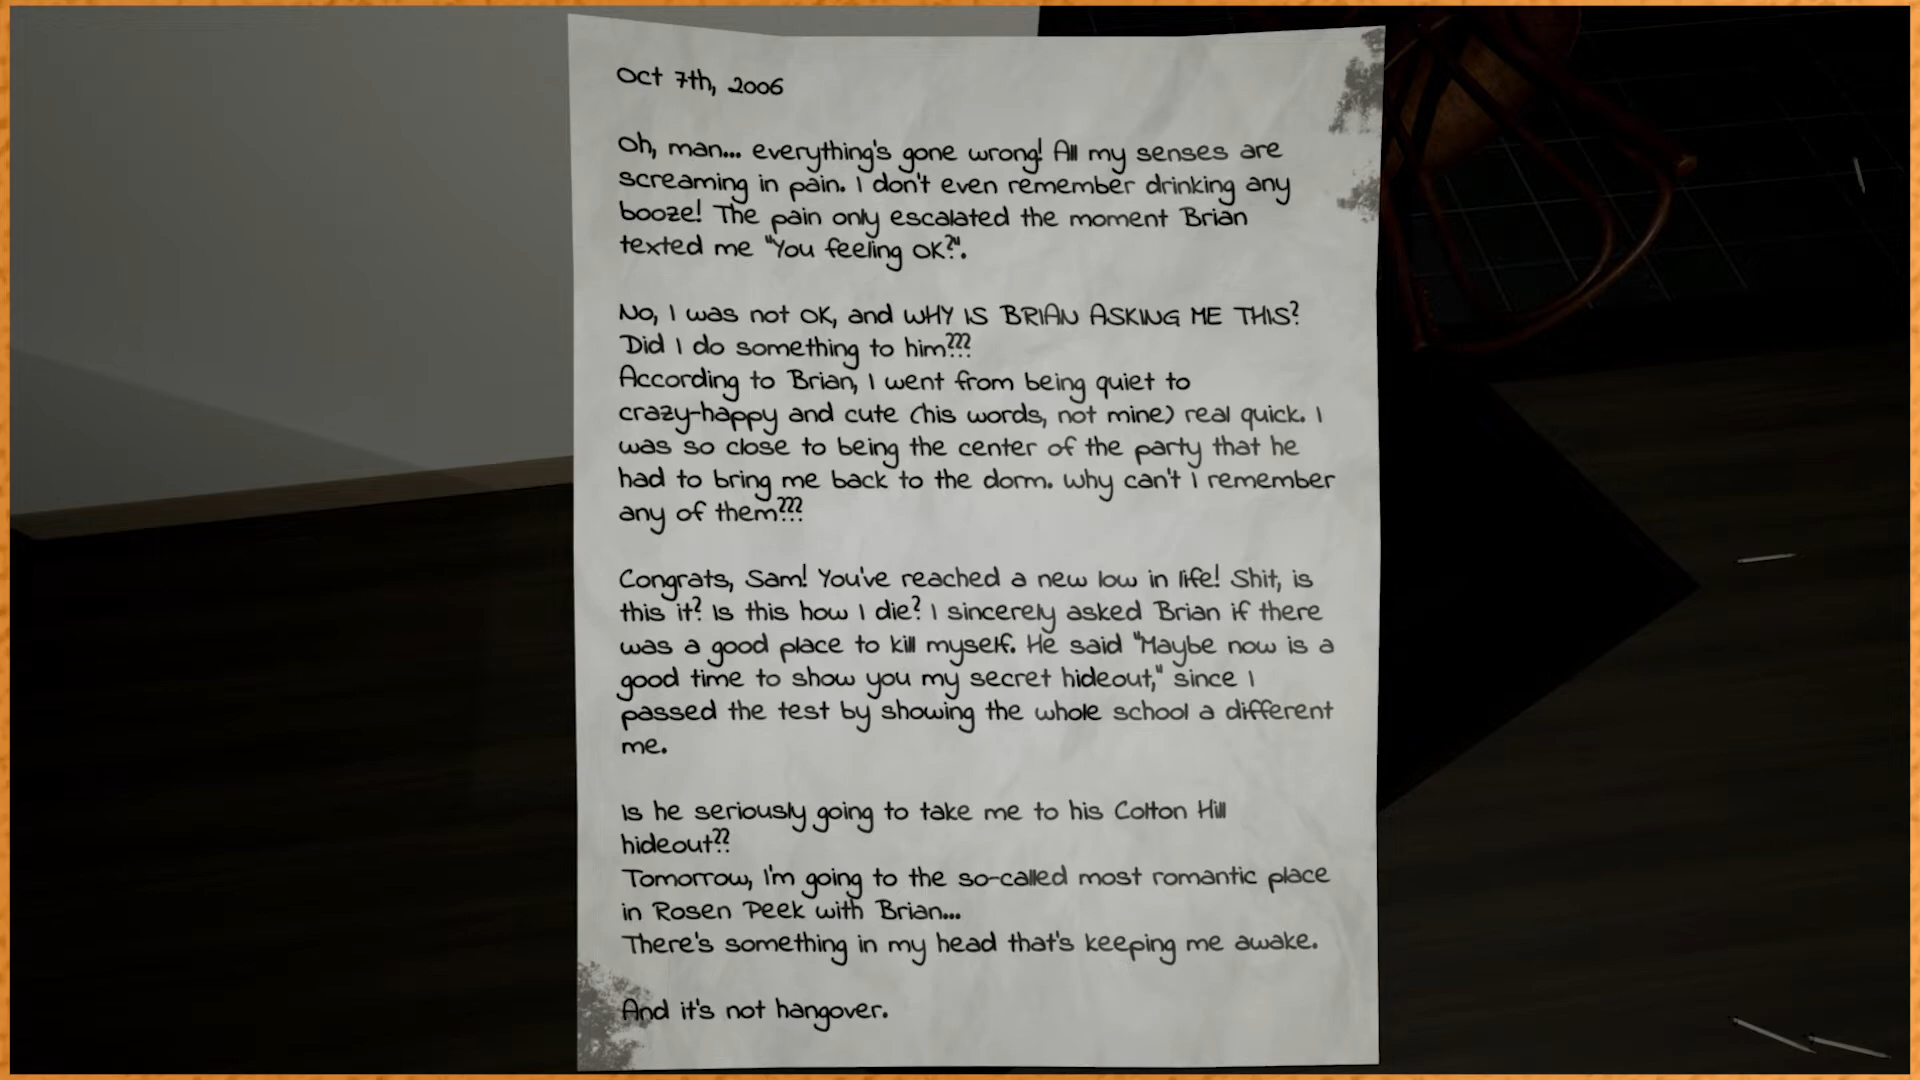 Oct 7th, 2006
Oh, man... everything's gone wrong! All my senses are
screaming in pain. I don't even remember drinking any
booze! The pain only escalated the moment Brian
texted me "You feeling OK?".
No, I was not OK, and WHY IS BRIAN ASKING ME THIS?
Did I do something to him???
According to Brian, I went from being quiet to
crazy-happy and cute (his words, not mine) real quick. I
was so close to being the center of the party that he
had to bring me back to the dorm. Why can't I remember
any of them???
Congrats, Sam! You've reached a new low in life! Shit, is
this it? Is this how I die? I sincerely asked Brian if there
was a good place to kill myself. He said "Maybe now is a
good time to show you my secret hideout," since I
passed the test by showing the whole school a different
me.
Is he seriously going to take me to his Colton Hill
hideout??
Tomorrow, I'm going to the so-called most romantic place
in Rosen Peek with Brian...
There's something in my head that's keeping me awake.
And it's not hangover.